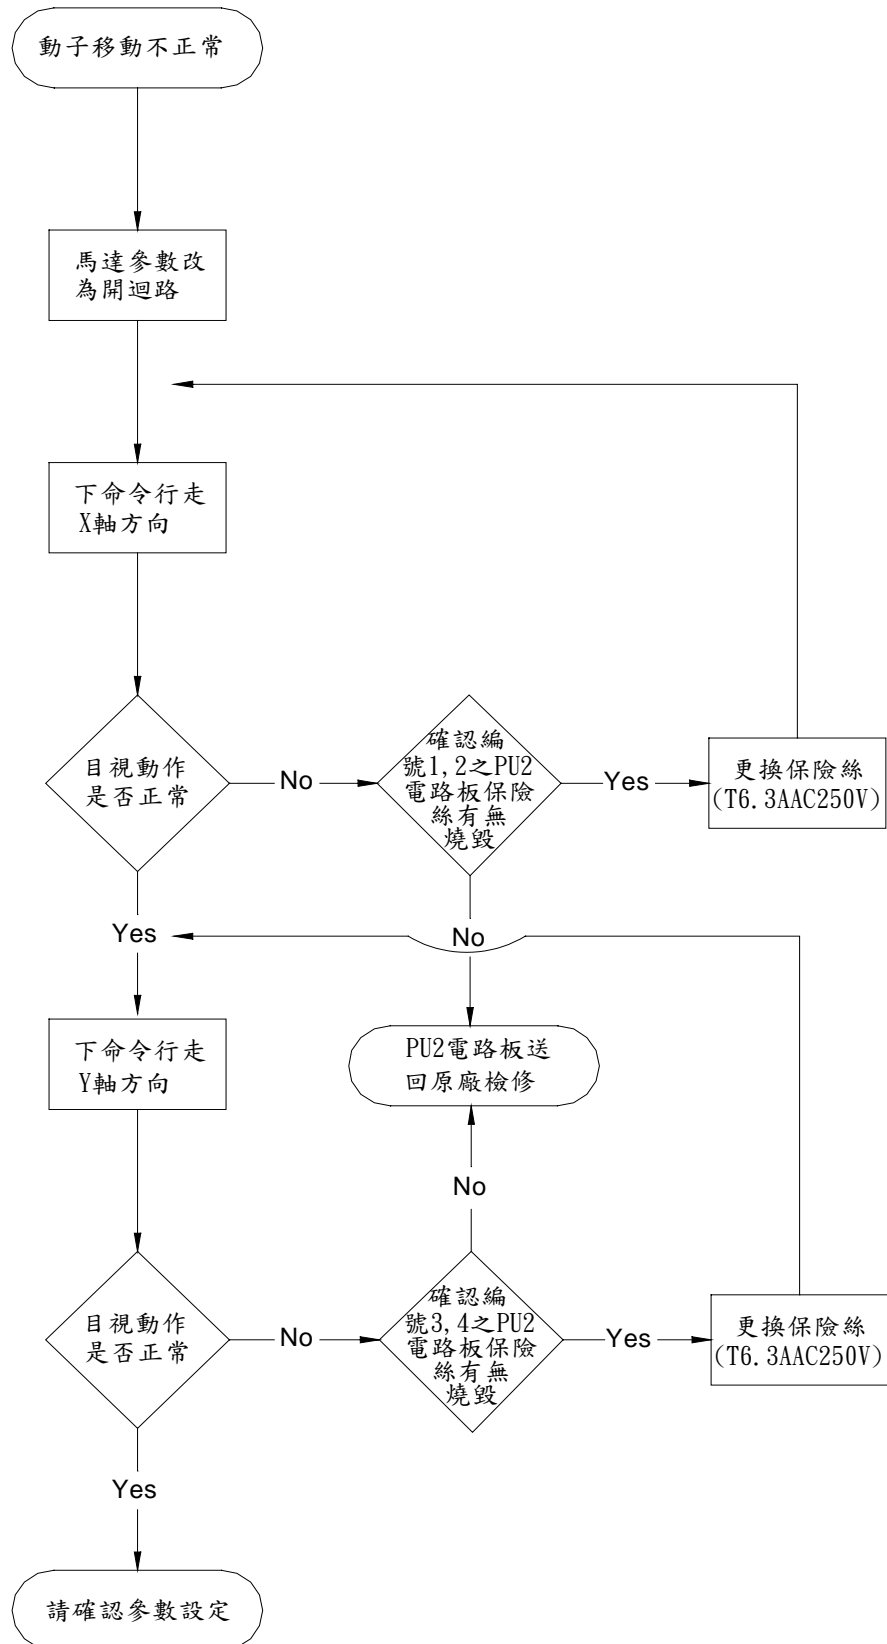 動子移動不正常
馬達參數改
為開迴路
下命令行走
X軸方向
目視動作
是否正常
No
確認編
號1,2之PU2
電路板保險
絲有無
燒毀
Yes
更換保險絲
(T6.3AAC250V)
Yes
No
下命令行走
Y軸方向
PU2電路板送
回原廠檢修
No
目視動作
是否正常
No
確認編
號3,4之PU2
電路板保險
絲有無
燒毀
Yes
更換保險絲
(T6.3AAC250V)
Yes
請確認參數設定